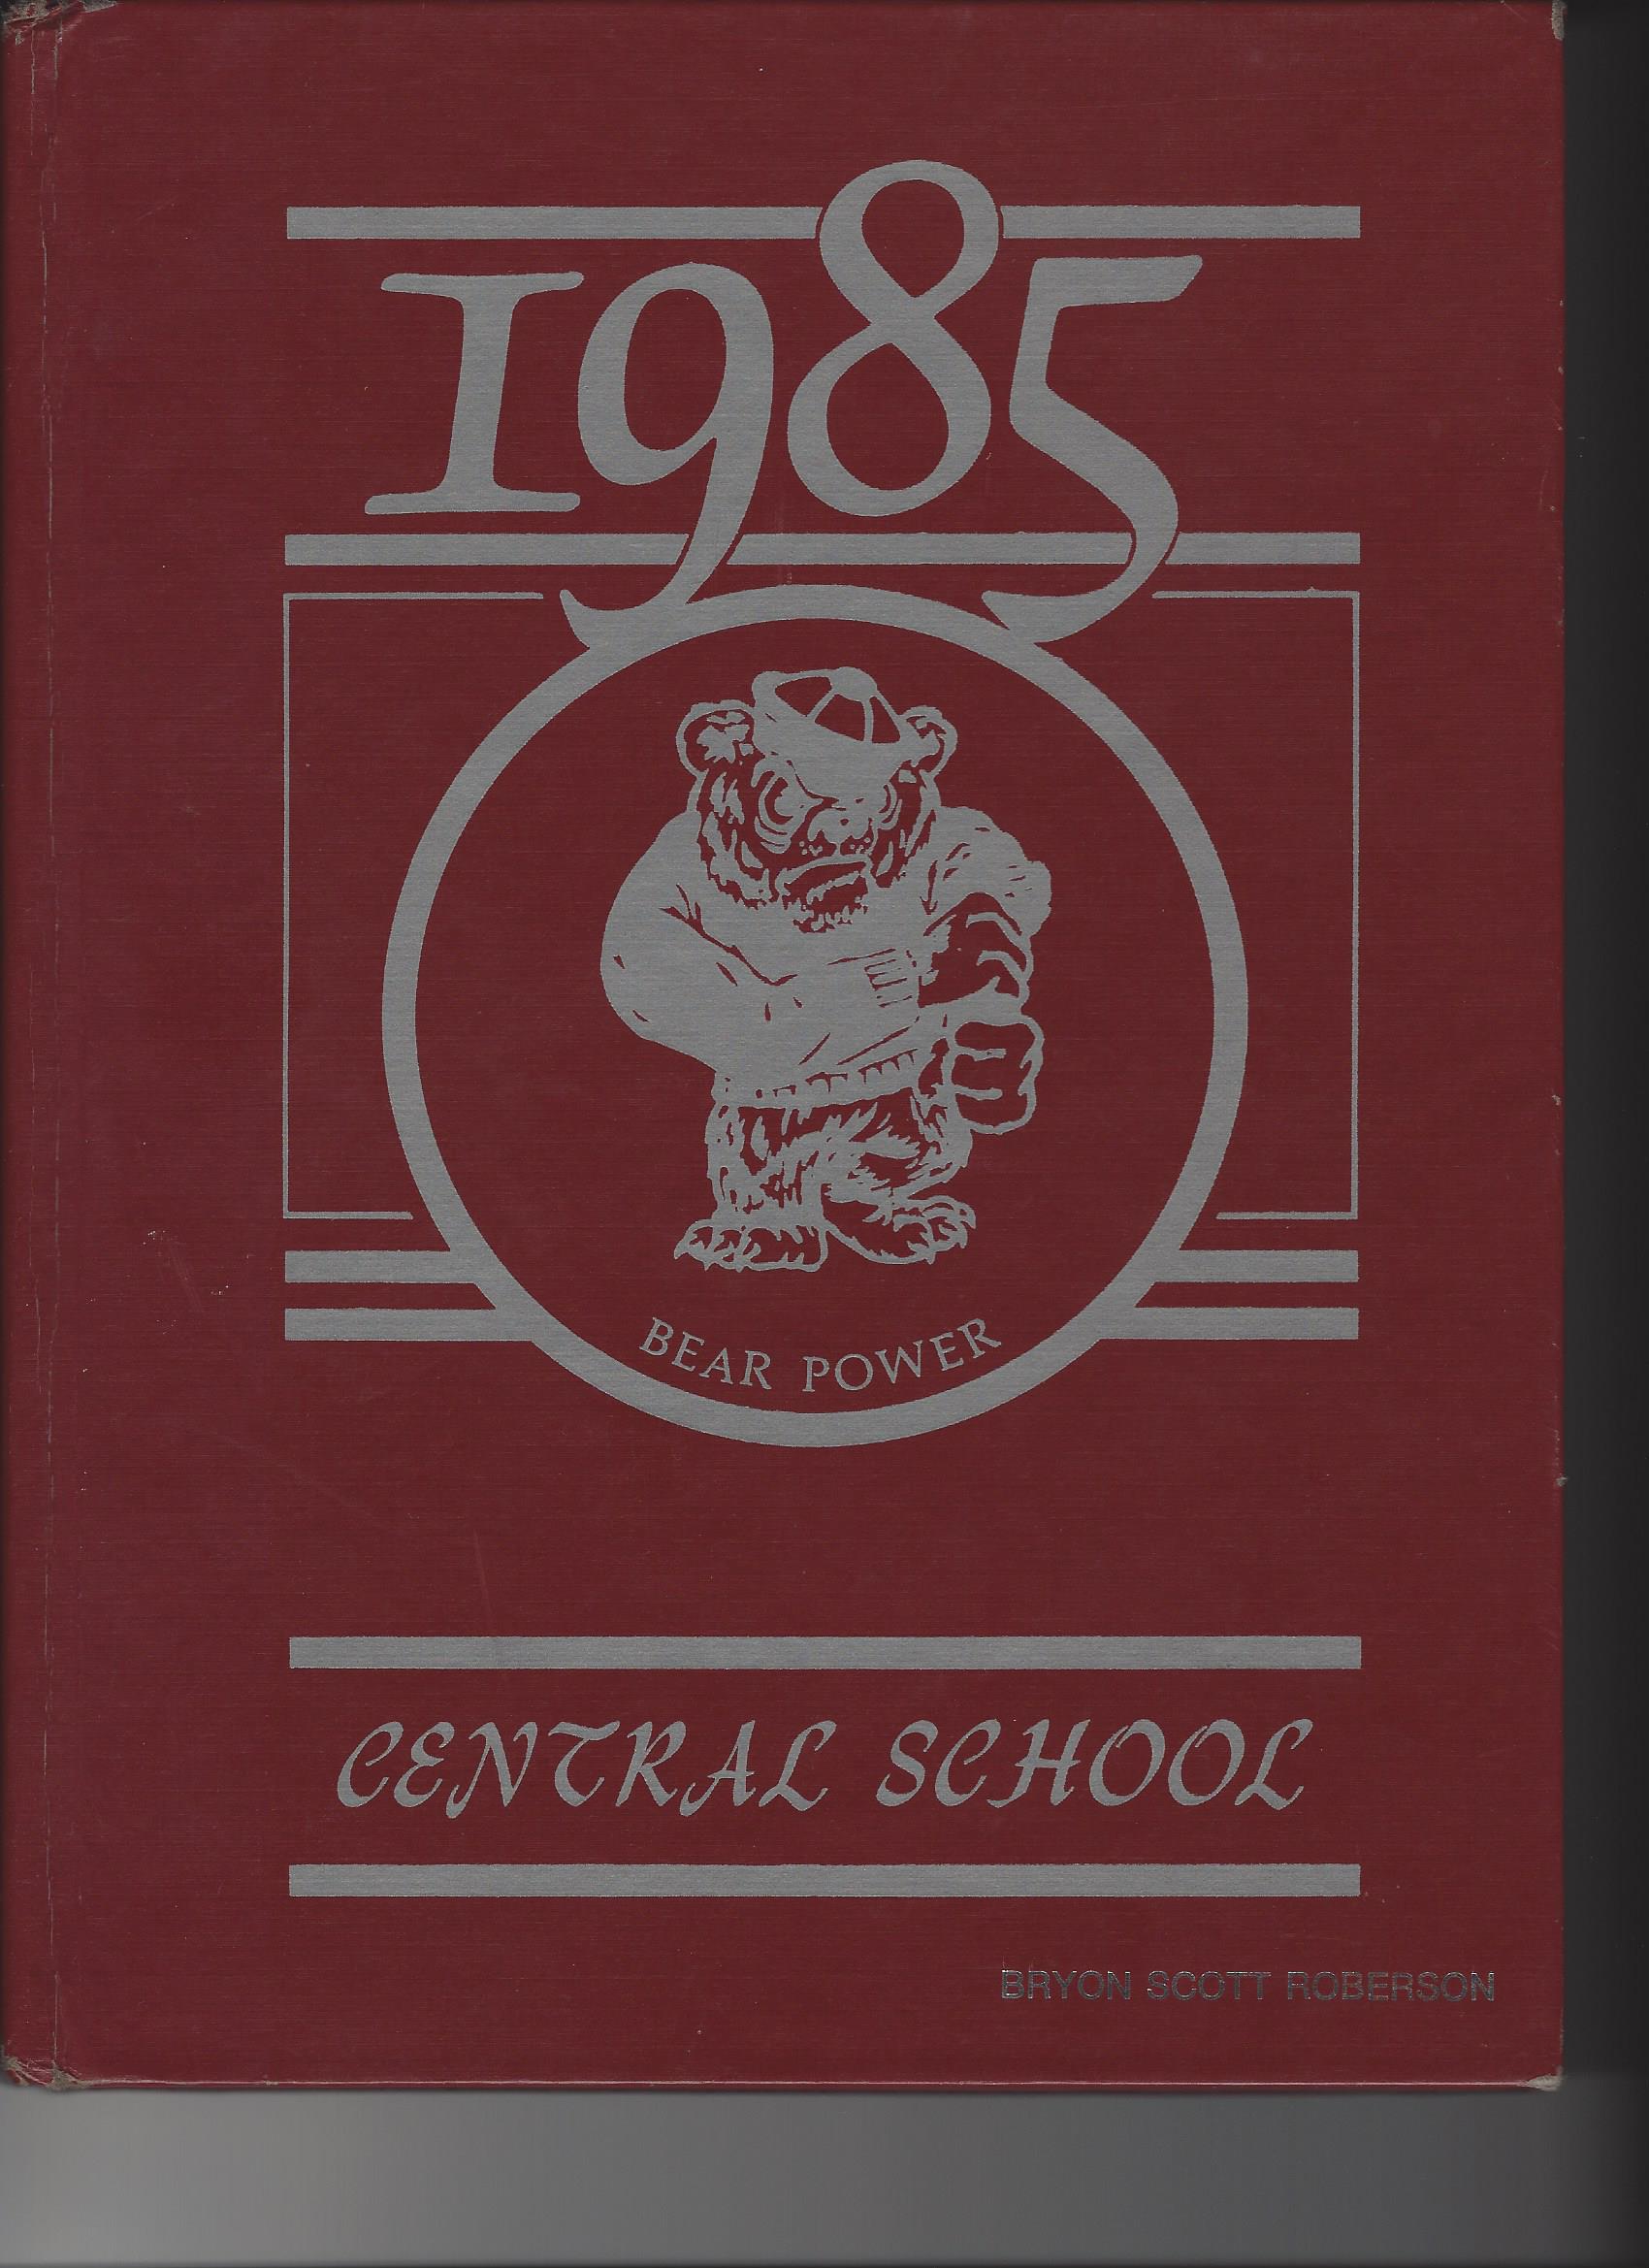 1985
BEAR POWER
CENTRAL SCHOOL
BRYON SCOTT ROBERSON